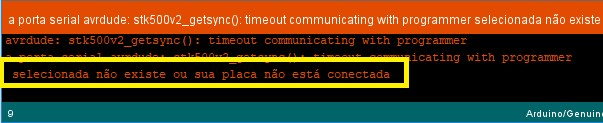 a porta serial avrdude: stk500v2_getsync(): timeout communicating with programmer selecionada não existe
avrdude: stk500v2_getsync(): timeout communicating with programmer
a porta serial avrdude: stk500v2_getsync(): timeout communicating with programmer
selecionada não existe ou sua placa não está conectada
9 Arduino/Genuin